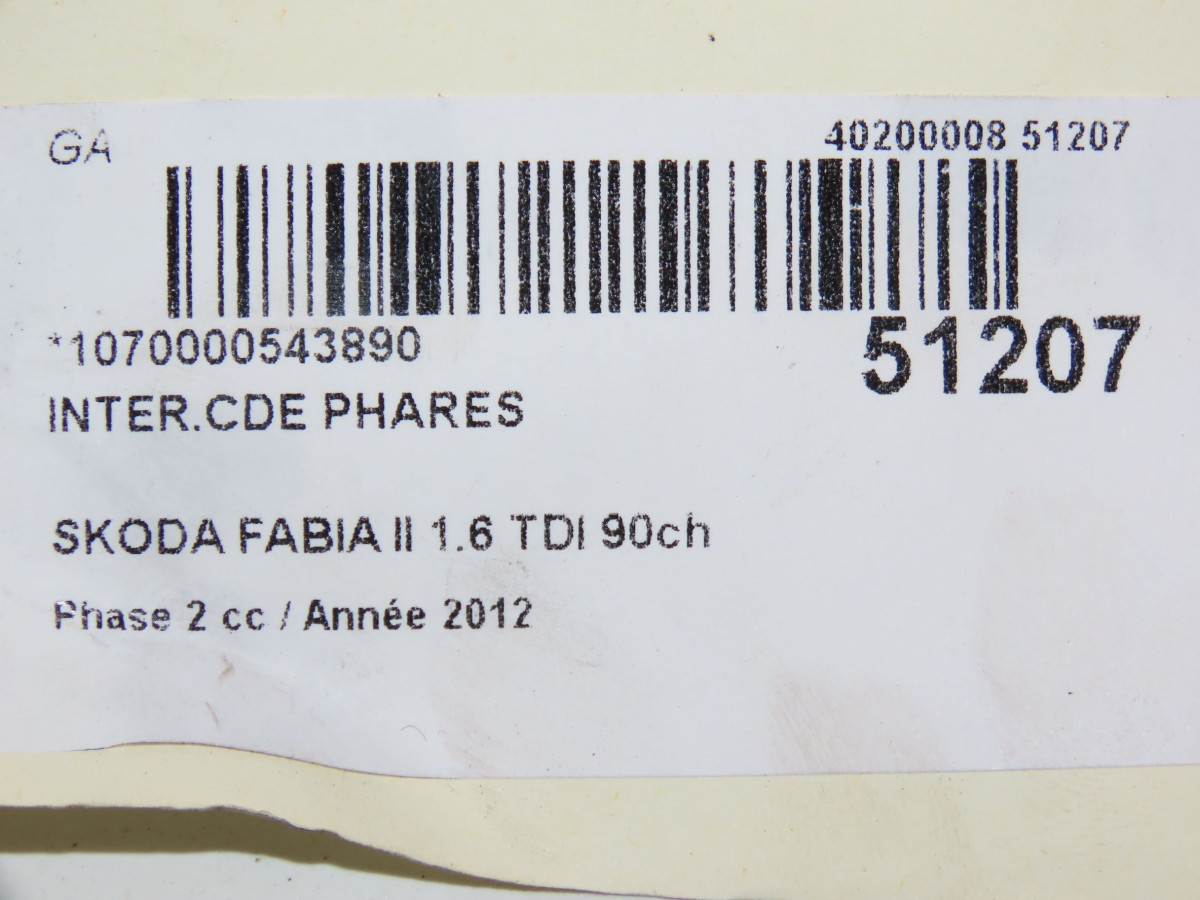 GA
40200008 51207
*1070000543890
51207
INTER.CDE PHARES
SKODA FABIA II 1.6 TDI 90ch
Phase 2 cc / Année 2012